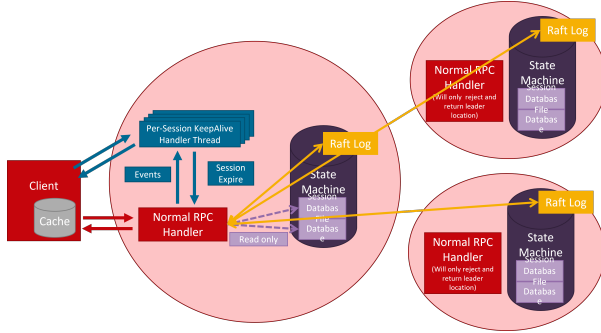 Client
Cache
Per-Session KeepAlive
Handler Thread
Events
Session
Expire
Normal RPC
Handler
Read only
Raft Log
State
Machine
Session
Databas
File
Databas
e
Raft Log
Normal RPC
Handler
(Will only reject and
return leader
location)
State
Machine
Session
Databas
File
Databas
e
Raft Log
Normal RPC
Handler
(Will only reject and
return leader
location)
State
Machine
Session
Databas
File
Databas
e